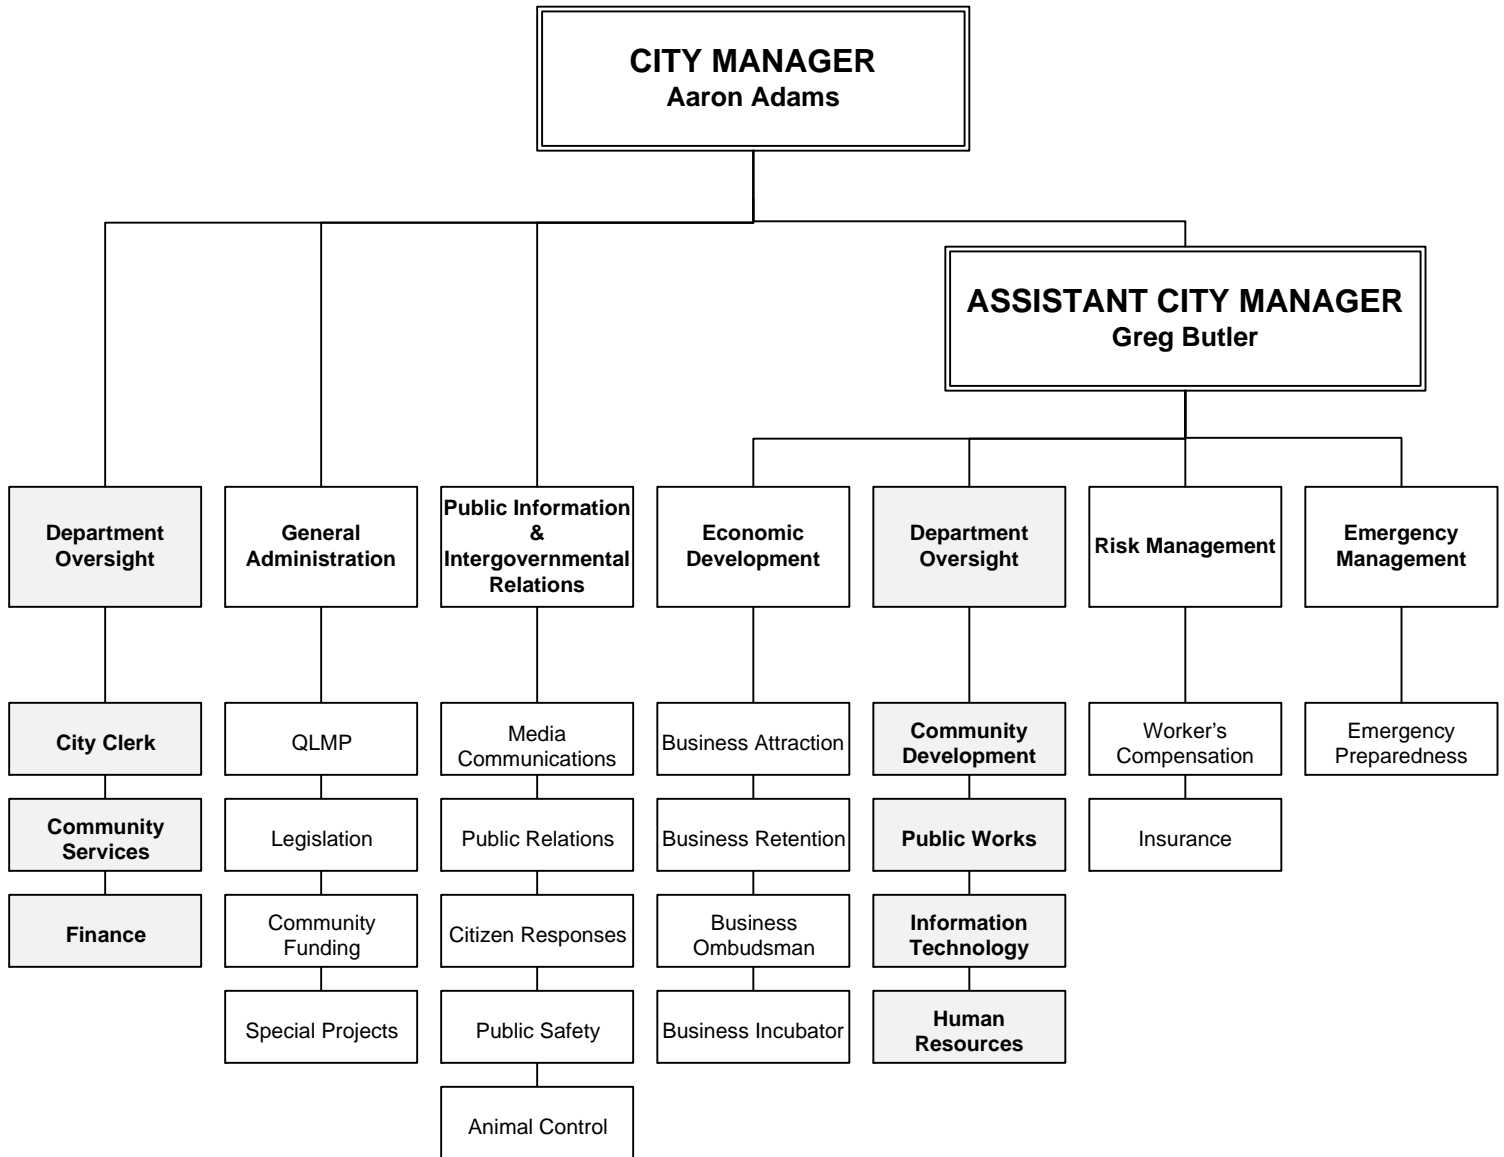 CITY MANAGER
Aaron Adams
ASSISTANT CITY MANAGER
Greg Butler
Department
Oversight
General
Administration
Public Information
&
Intergovernmental
Relations
Economic
Development
Department
Oversight
Risk Management
Emergency
Management
City Clerk
QLMP
Media
Communications
Business Attraction
Community
Development
Worker’s
Compensation
Emergency
Preparedness
Community
Services
Legislation
Public Relations
Business Retention
Public Works
Insurance
Finance
Community
Funding
Citizen Responses
Business
Ombudsman
Information
Technology
Special Projects
Public Safety
Business Incubator
Human
Resources
Animal Control